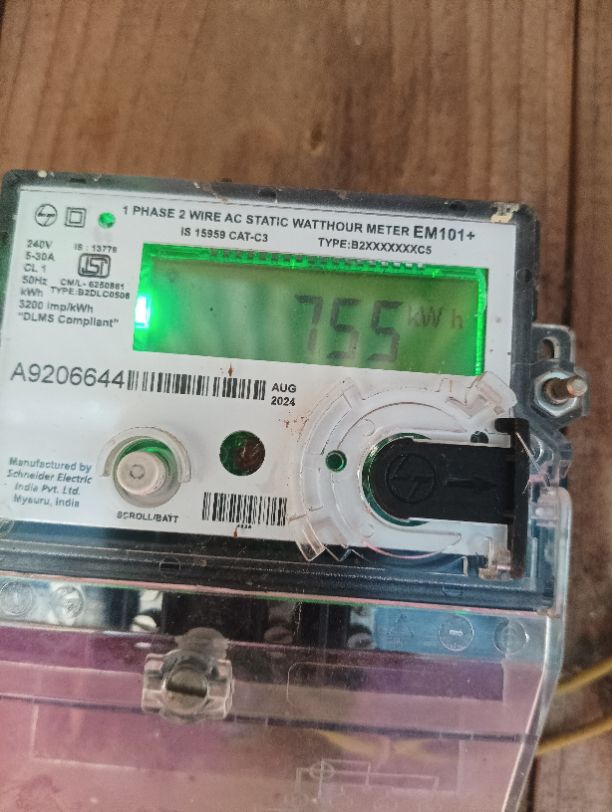 1 PHASE 2 WIRE AC STATIC WATTHOUR METER EM101+
IS 15959 CAT-C3 TYPE:B2XXXXXXXC5
240V IS : 13779
5-30A
CL 1
50Hz CM/L- 6250861
kWh TYPE:B2DLC0508
3200 imp/kWh
"DLMS Compliant"
755 kW h
A9206644
AUG
2024
Manufactured by
Schneider Electric
India Pvt. Ltd.
Mysuru, India
SCROLL/BATT